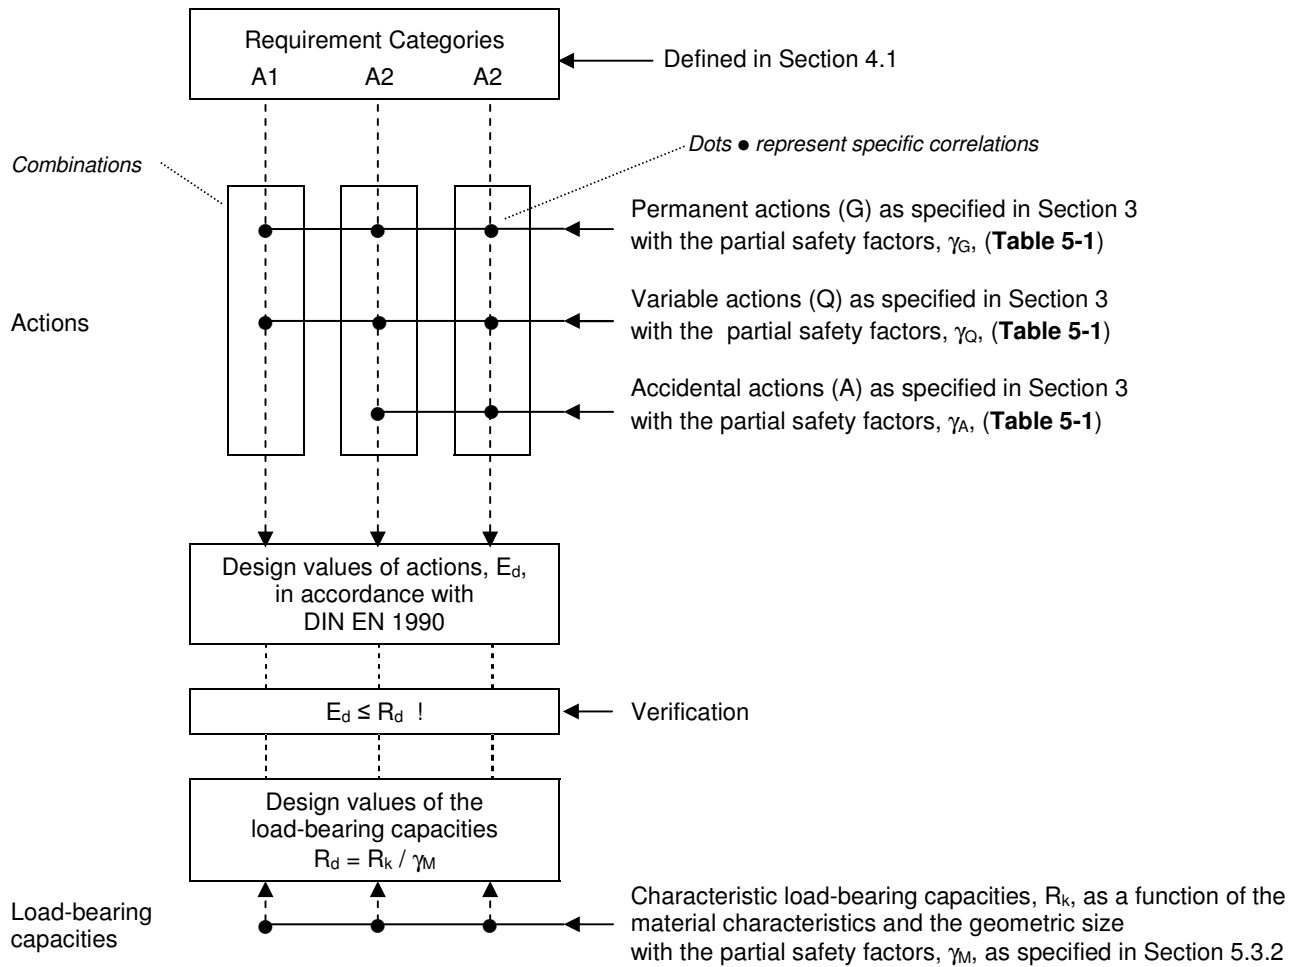 Requirement Categories
A1 A2 A2
Defined in Section 4.1
Dots ● represent specific correlations
Combinations
Permanent actions (G) as specified in Section 3
with the partial safety factors, γG, (Table 5-1)
Variable actions (Q) as specified in Section 3
with the partial safety factors, γQ, (Table 5-1)
Actions
Accidental actions (A) as specified in Section 3
with the partial safety factors, γA, (Table 5-1)
Design values of actions, Ed,
in accordance with
DIN EN 1990
Ed ≤ Rd !
Verification
Design values of the
load-bearing capacities
Rd = Rk / γM
Load-bearing
capacities
Characteristic load-bearing capacities, Rk, as a function of the
material characteristics and the geometric size
with the partial safety factors, γM, as specified in Section 5.3.2